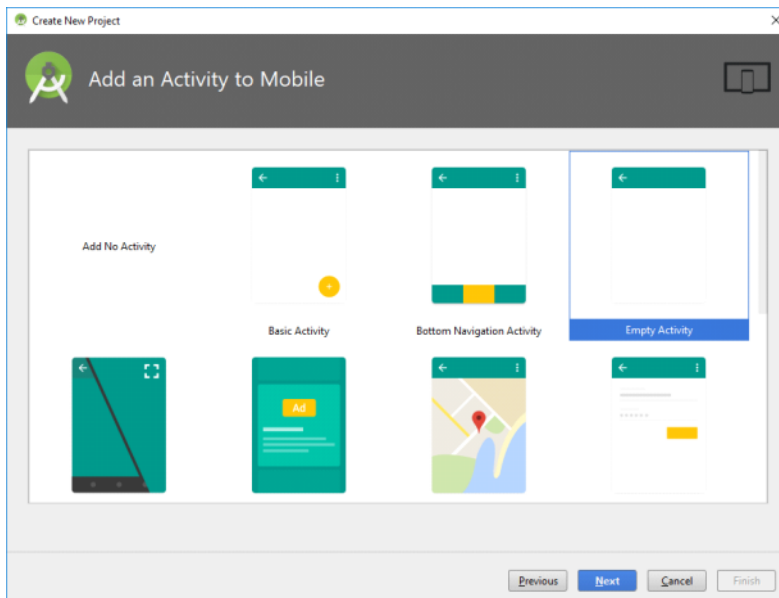 Create New Project
Add an Activity to Mobile
Add No Activity
Basic Activity
Bottom Navigation Activity
Empty Activity
Ad
Previous
Next
Cancel
Finish